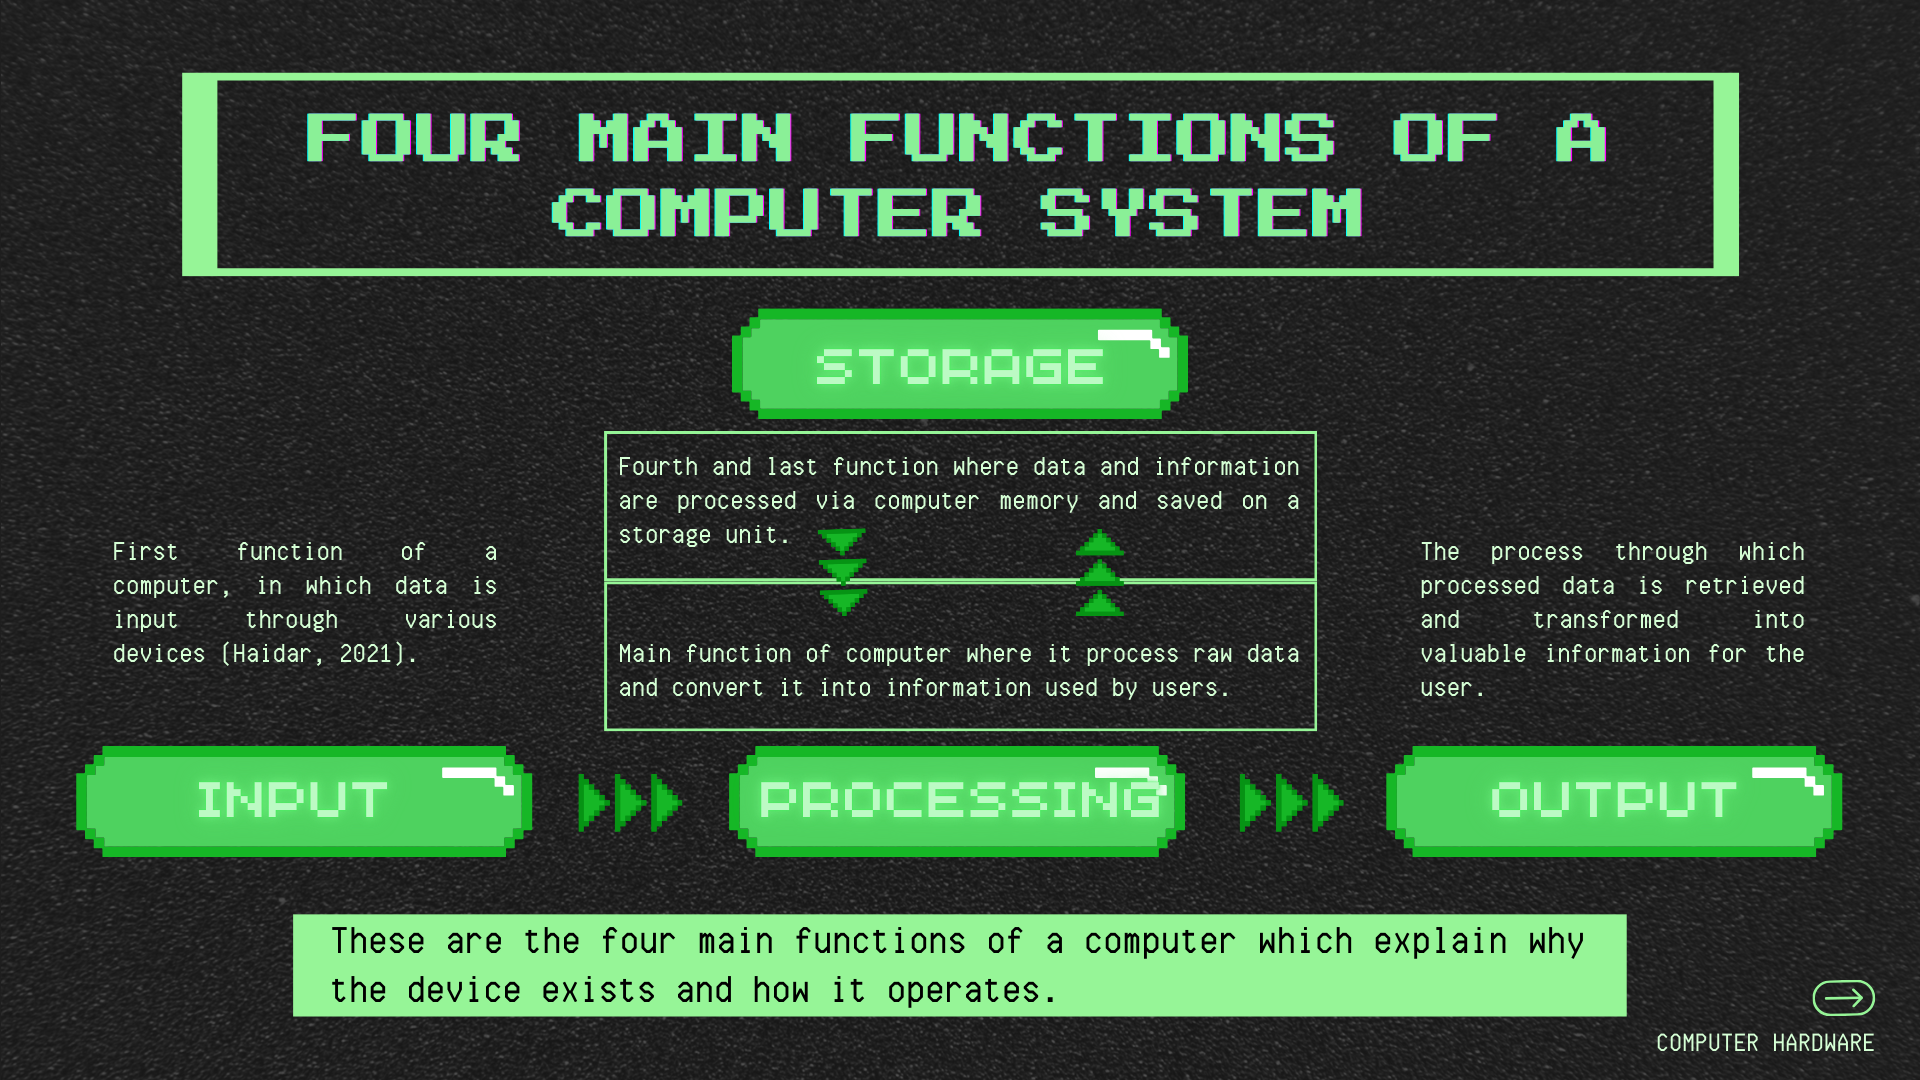 FOUR MAIN FUNCTIONS OF A
COMPUTER SYSTEM
STORAGE
Fourth and last function where data and information
are processed via computer memory and saved on a
storage unit.
First function of a
computer, in which data is
input through various
devices (Haidar, 2021).
Main function of computer where it process raw data
and convert it into information used by users.
The process through which
processed data is retrieved
and transformed into
valuable information for the
user.
INPUT
PROCESSING
OUTPUT
These are the four main functions of a computer which explain why
the device exists and how it operates.
COMPUTER HARDWARE